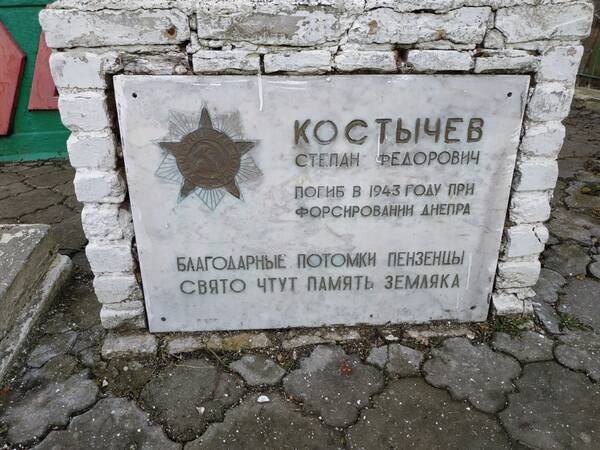 КОСТЫЧЕВ
СТЕПАН ФЕДОРОВИЧ
ПОГИБ В 1943 ГОДУ ПРИ
ФОРСИРОВАНИИ ДНЕПРА
БЛАГОДАРНЫЕ ПОТОМКИ ПЕНЗЕНЦЫ
СВЯТО ЧТУТ ПАМЯТЬ ЗЕМЛЯКА